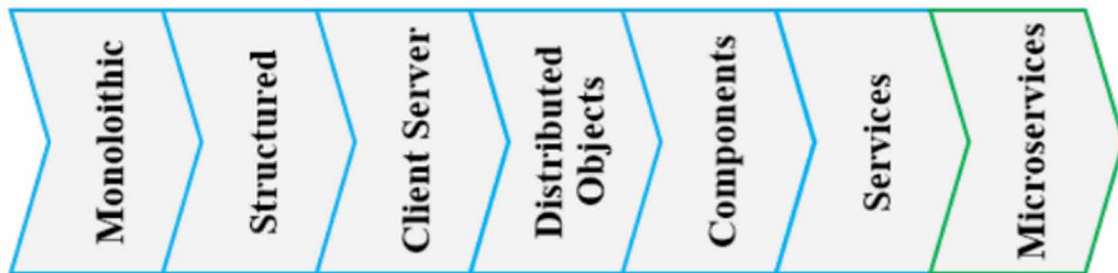 Monoloithic
Structured
Client Server
Distributed
Objects
Components
Services
Microservices